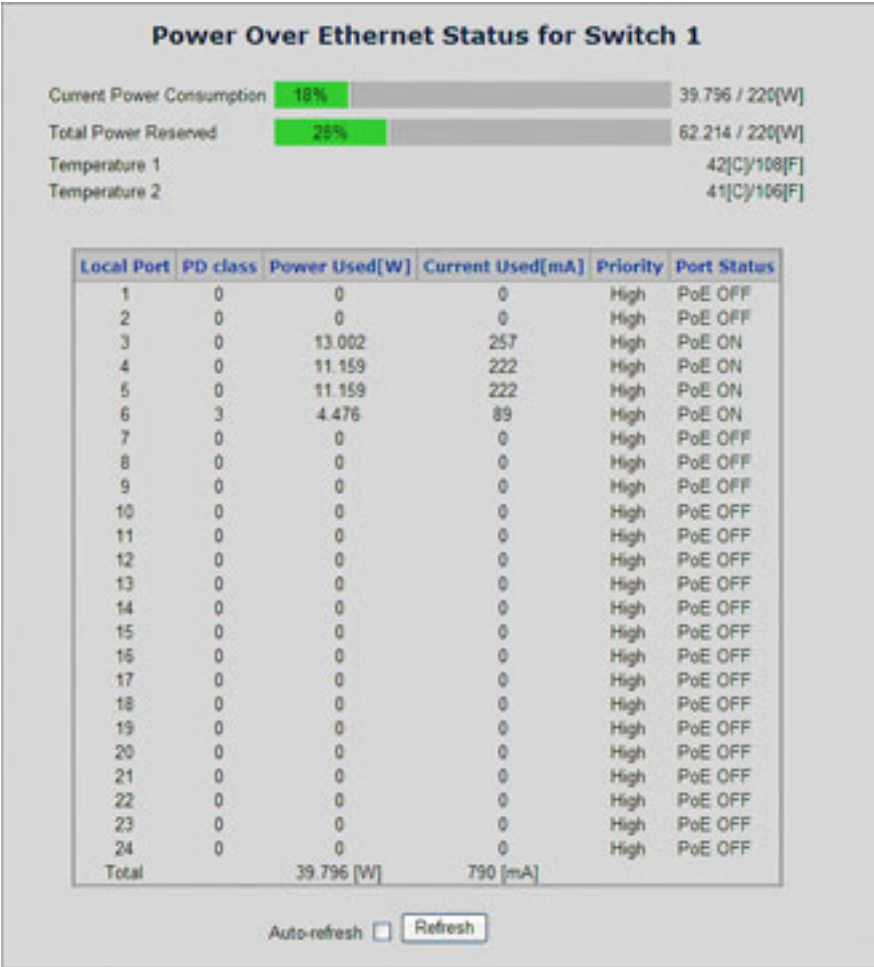 Power Over Ethernet Status for Switch 1
Current Power Consumption 18% 39.796 / 220[W]
Total Power Reserved 28% 62.214 / 220[W]
Temperature 1 42[C]/108[F]
Temperature 2 41[C]/106[F]
Local Port PD class Power Used[W] Current Used[mA] Priority Port Status
1 0 0 0 High PoE OFF
2 0 0 0 High PoE OFF
3 0 13.002 257 High PoE ON
4 0 11.159 222 High PoE ON
5 0 11.159 222 High PoE ON
6 3 4.476 89 High PoE ON
7 0 0 0 High PoE OFF
8 0 0 0 High PoE OFF
9 0 0 0 High PoE OFF
10 0 0 0 High PoE OFF
11 0 0 0 High PoE OFF
12 0 0 0 High PoE OFF
13 0 0 0 High PoE OFF
14 0 0 0 High PoE OFF
15 0 0 0 High PoE OFF
16 0 0 0 High PoE OFF
17 0 0 0 High PoE OFF
18 0 0 0 High PoE OFF
19 0 0 0 High PoE OFF
20 0 0 0 High PoE OFF
21 0 0 0 High PoE OFF
22 0 0 0 High PoE OFF
23 0 0 0 High PoE OFF
24 0 0 0 High PoE OFF
Total 39.796 [W] 790 [mA]
Auto-refresh Refresh